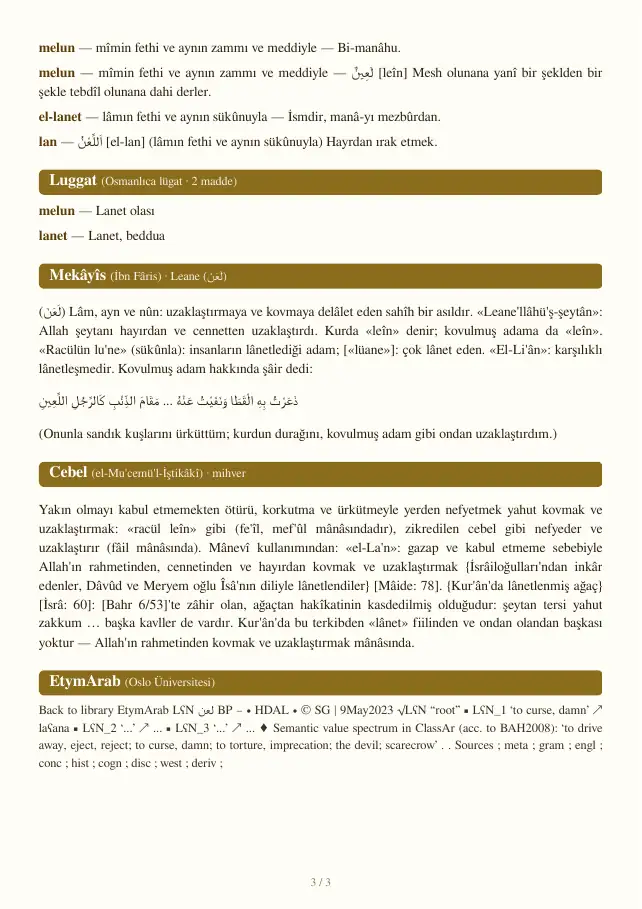 melun — mîmin fethi ve aynın zammı ve meddiyle — Bi-manâhu.
melun — mîmin fethi ve aynın zammı ve meddiyle — لَعِينٌ [leîn] Mesh olunana yanî bir şeklden bir
şekle tebdîl olunana dahi derler.
el-lanet — lâmın fethi ve aynın sükûnuyla — İsmdir, manâ-yı mezbûrdan.
lan — اَللَّعْنُ [el-lan] (lâmın fethi ve aynın sükûnuyla) Hayrdan ırak etmek.
Luggat (Osmanlıca lügat · 2 madde)
melun — Lanet olası
lanet — Lanet, beddua
Mekâyîs (İbn Fâris) · Leane (لَعَن)
(لَعَن) Lâm, ayn ve nûn: uzaklaştırmaya ve kovmaya delâlet eden sahîh bir asıldır. «Leane'llâhü'ş-şeytân»:
Allah şeytanı hayırdan ve cennetten uzaklaştırdı. Kurda «leîn» denir; kovulmuş adama da «leîn».
«Racülün lu'ne» (sükûnla): insanların lânetlediği adam; [«lüane»]: çok lânet eden. «El-Li'ân»: karşılıklı
lânetleşmedir. Kovulmuş adam hakkında şâir dedi:
ذَعَرْتُ بِهِ الْقَطَا وَنَفَيْتُ عَنْهُ ... مَقَامَ الذِّئْبِ كَالرَّجُلِ اللَّعِينِ
(Onunla sandık kuşlarını ürküttüm; kurdun durağını, kovulmuş adam gibi ondan uzaklaştırdım.)
Cebel (el-Mu'cemü'l-İştikâkî) · mihver
Yakın olmayı kabul etmemekten ötürü, korkutma ve ürkütmeyle yerden nefyetmek yahut kovmak ve
uzaklaştırmak: «racül leîn» gibi (fe'îl, mef'ûl mânâsındadır), zikredilen cebel gibi nefyeder ve
uzaklaştırır (fâil mânâsında). Mânevî kullanımından: «el-La'n»: gazap ve kabul etmeme sebebiyle
Allah'ın rahmetinden, cennetinden ve hayırdan kovmak ve uzaklaştırmak {İsrâiloğulları'ndan inkâr
edenler, Dâvûd ve Meryem oğlu Îsâ'nın diliyle lânetlendiler} [Mâide: 78]. {Kur'ân'da lânetlenmiş ağaç}
[İsrâ: 60]: [Bahr 6/53]'te zâhir olan, ağaçtan hakîkatinin kasdedilmiş olduğudur: şeytan tersi yahut
zakkum … başka kavller de vardır. Kur'ân'da bu terkibden «lânet» fiilinden ve ondan olandan başkası
yoktur — Allah'ın rahmetinden kovmak ve uzaklaştırmak mânâsında.
EtymArab (Oslo Üniversitesi)
Back to library EtymArab LʕN لعن BP – • HDAL • © SG | 9May2023 √LʕN “root” ▪ LʕN_1 ‘to curse, damn’ ↗
laʕana ▪ LʕN_2 ‘...’ ↗ ... ▪ LʕN_3 ‘...’ ↗ ... ♦ Semantic value spectrum in ClassAr (acc. to BAH2008): ‘to drive
away, eject, reject; to curse, damn; to torture, imprecation; the devil; scarecrow’ . . Sources ; meta ; gram ; engl ;
conc ; hist ; cogn ; disc ; west ; deriv ;
3 / 3